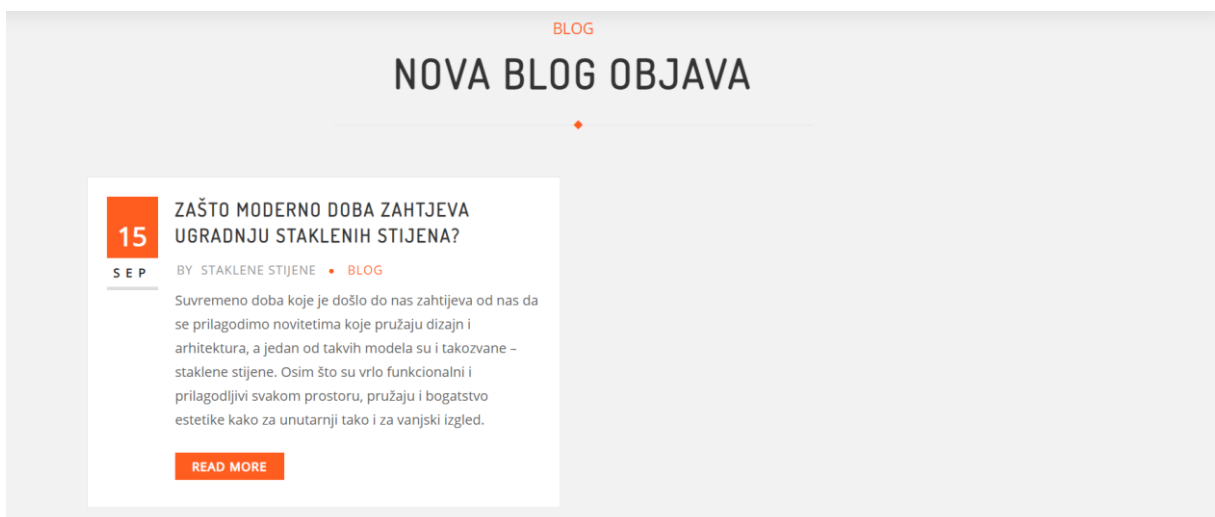 BLOG
NOVA BLOG OBJAVA
15
SEP
ZAŠTO MODERNO DOBA ZAHTJEVA
UGRADNJU STAKLENIH STIJENA?
BY STAKLENE STIJENE • BLOG
Suvremeno doba koje je došlo do nas zahtijeva od nas da
se prilagodimo novitetima koje pružaju dizajn i
arhitektura, a jedan od takvih modela su i takozvane –
staklene stijene. Osim što su vrlo funkcionalni i
prilagodljivi svakom prostoru, pružaju i bogatstvo
estetike kako za unutarnji tako i za vanjski izgled.
READ MORE